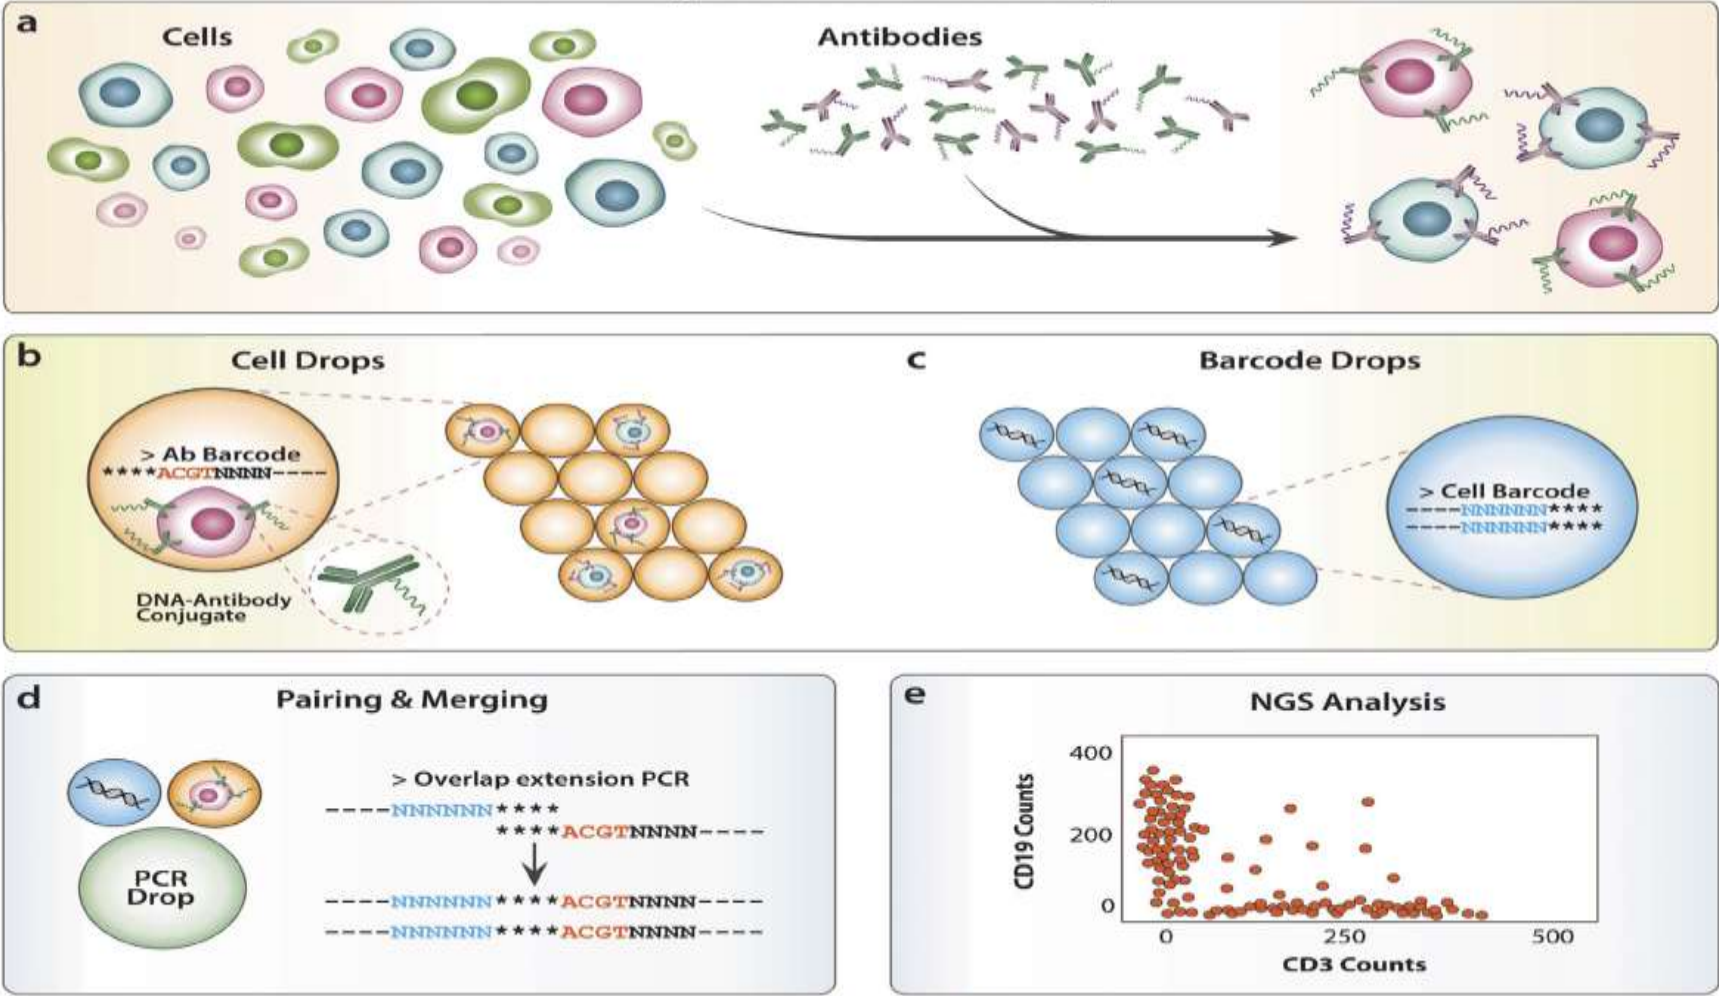 a
Cells
Antibodies
b
Cell Drops
> Ab Barcode
****ACGTNNNN----
DNA-Antibody
Conjugate
c
Barcode Drops
> Cell Barcode
----NNNNNN****
----NNNNNN****
d
Pairing & Merging
> Overlap extension PCR
----NNNNNN****
****ACGTNNNN----
----NNNNNN****ACGTNNNN----
----NNNNNN****ACGTNNNN----
PCR
Drop
e
NGS Analysis
CD19 Counts
400
200
0
0 250 500
CD3 Counts